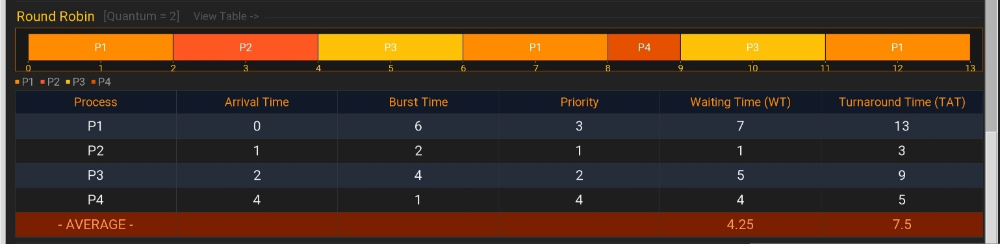 Round Robin [Quantum = 2] View Table ->
P1 P2 P3 P1 P4 P3 P1
0 1 2 3 4 5 6 7 8 9 10 11 12 13
P1 P2 P3 P4
Process Arrival Time Burst Time Priority Waiting Time (WT) Turnaround Time (TAT)
P1 0 6 3 7 13
P2 1 2 1 1 3
P3 2 4 2 5 9
P4 4 1 4 4 5
- AVERAGE - 4.25 7.5